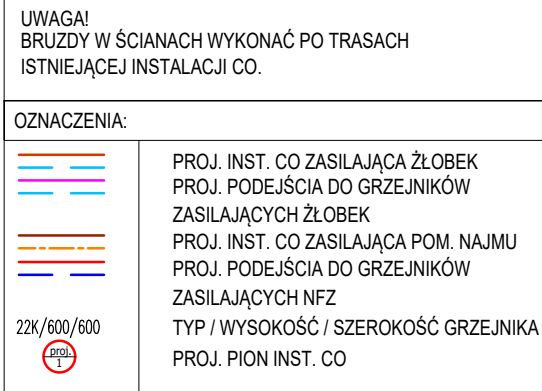 UWAGA!
BRUZDY W ŚCIANACH WYKONAĆ PO TRASACH
ISTNIEJĄCEJ INSTALACJI CO.
OZNACZENIA:
PROJ. INST. CO ZASILAJĄCA ŻŁOBEK
PROJ. PODEJŚCIA DO GRZEJNIKÓW
ZASILAJĄCYCH ŻŁOBEK
PROJ. INST. CO ZASILAJĄCA POM. NAJMU
PROJ. PODEJŚCIA DO GRZEJNIKÓW
ZASILAJĄCYCH NFZ
22K/600/600 TYP / WYSOKOŚĆ / SZEROKOŚĆ GRZEJNIKA
proj. PROJ. PION INST. CO
1